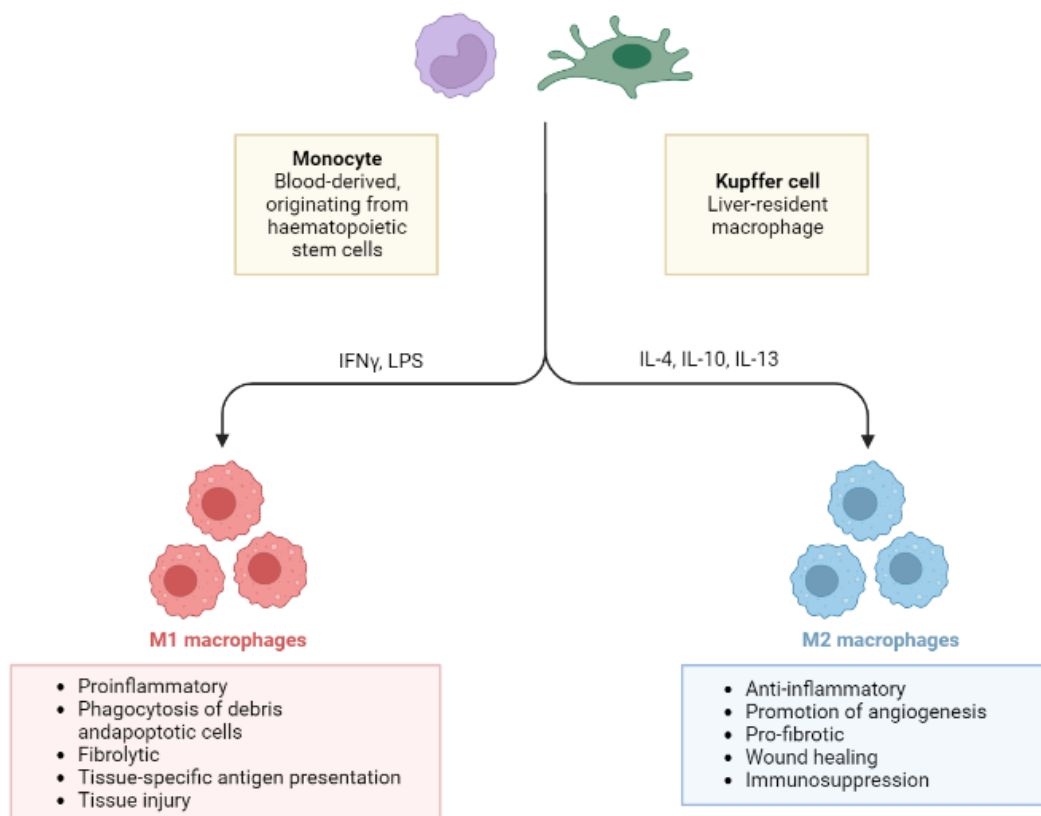 Monocyte
Blood-derived,
originating from
haematopoietic
stem cells
Kupffer cell
Liver-resident
macrophage
IFNγ, LPS
IL-4, IL-10, IL-13
M1 macrophages
• Proinflammatory
• Phagocytosis of debris
andapoptotic cells
• Fibrolytic
• Tissue-specific antigen presentation
• Tissue injury
M2 macrophages
• Anti-inflammatory
• Promotion of angiogenesis
• Pro-fibrotic
• Wound healing
• Immunosuppression